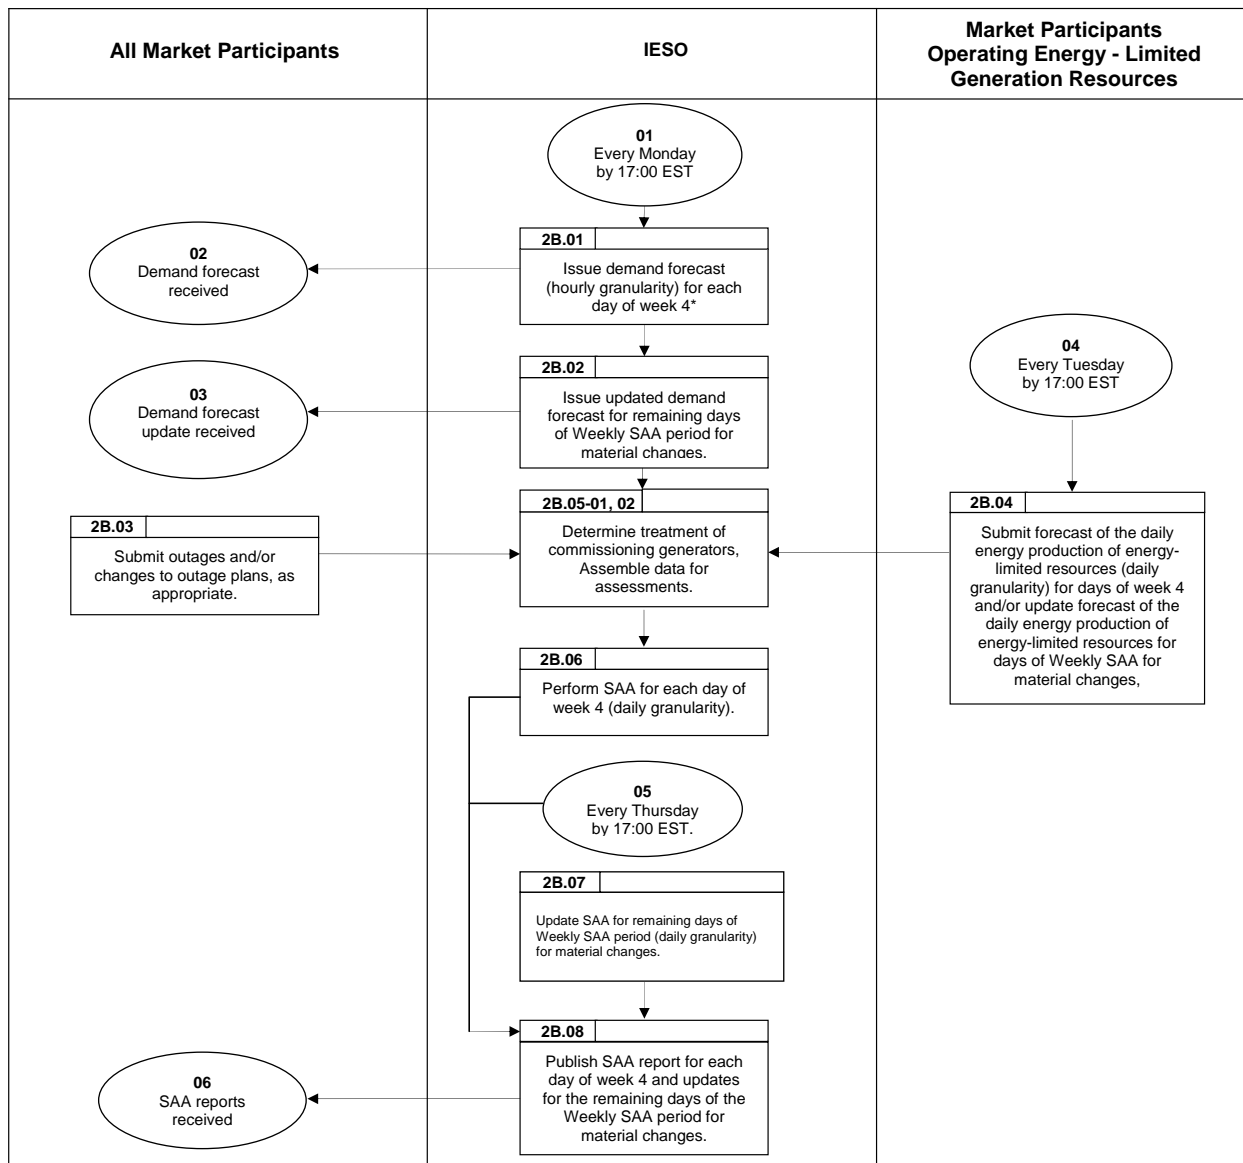 All Market Participants
IESO
Market Participants
Operating Energy - Limited
Generation Resources
01
Every Monday
by 17:00 EST
02
Demand forecast
received
2B.01
Issue demand forecast
(hourly granularity) for each
day of week 4*
04
Every Tuesday
by 17:00 EST
03
Demand forecast
update received
2B.02
Issue updated demand
forecast for remaining days
of Weekly SAA period for
material changes.
2B.03
Submit outages and/or
changes to outage plans, as
appropriate.
2B.05-01, 02
Determine treatment of
commissioning generators,
Assemble data for
assessments.
2B.04
Submit forecast of the daily
energy production of energy-
limited resources (daily
granularity) for days of week 4
and/or update forecast of the
daily energy production of
energy-limited resources for
days of Weekly SAA for
material changes,
2B.06
Perform SAA for each day of
week 4 (daily granularity).
05
Every Thursday
by 17:00 EST.
2B.07
Update SAA for remaining days of
Weekly SAA period (daily granularity)
for material changes.
2B.08
Publish SAA report for each
day of week 4 and updates
for the remaining days of the
Weekly SAA period for
material changes.
06
SAA reports
received